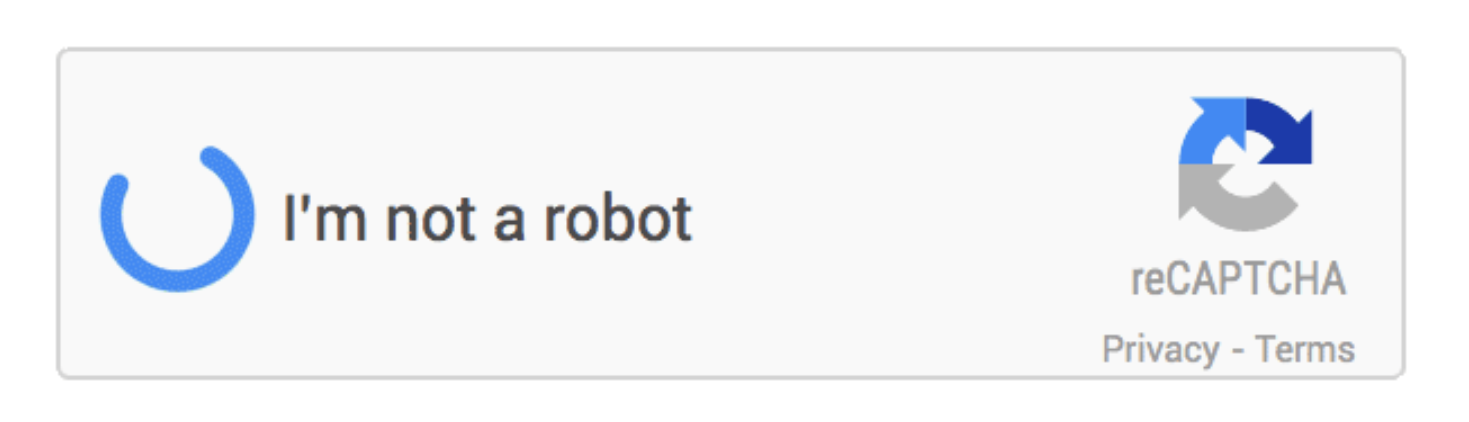 I'm not a robot
reCAPTCHA
Privacy - Terms